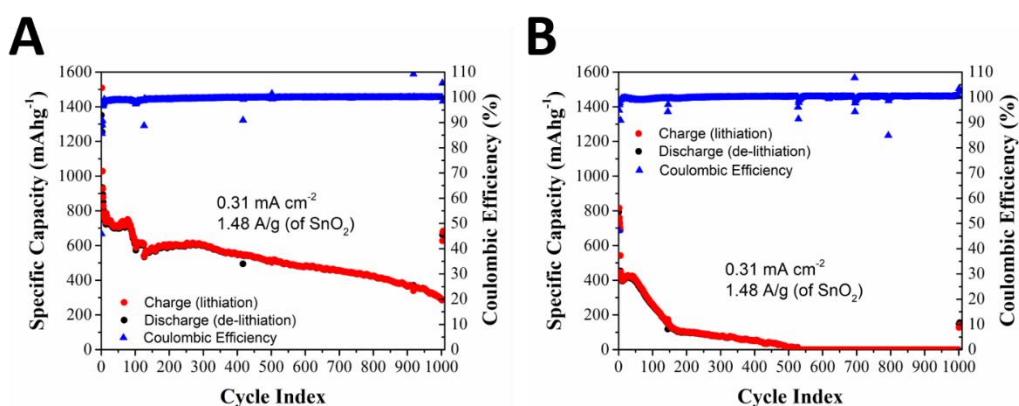 A
1600
1400
1200
1000
800
600
400
200
0
Specific Capacity (mAhg⁻¹)
110
100
90
80
70
60
50
40
30
20
10
0
Coulombic Efficiency (%)
0.31 mA cm⁻²
1.48 A/g (of SnO₂)
Charge (lithiation)
Discharge (de-lithiation)
Coulombic Efficiency
0 100 200 300 400 500 600 700 800 900 1000
Cycle Index
B
1600
1400
1200
1000
800
600
400
200
0
Specific Capacity (mAhg⁻¹)
110
100
90
80
70
60
50
40
30
20
10
0
Coulombic Efficiency (%)
Charge (lithiation)
Discharge (de-lithiation)
Coulombic Efficiency
0.31 mA cm⁻²
1.48 A/g (of SnO₂)
0 100 200 300 400 500 600 700 800 900 1000
Cycle Index